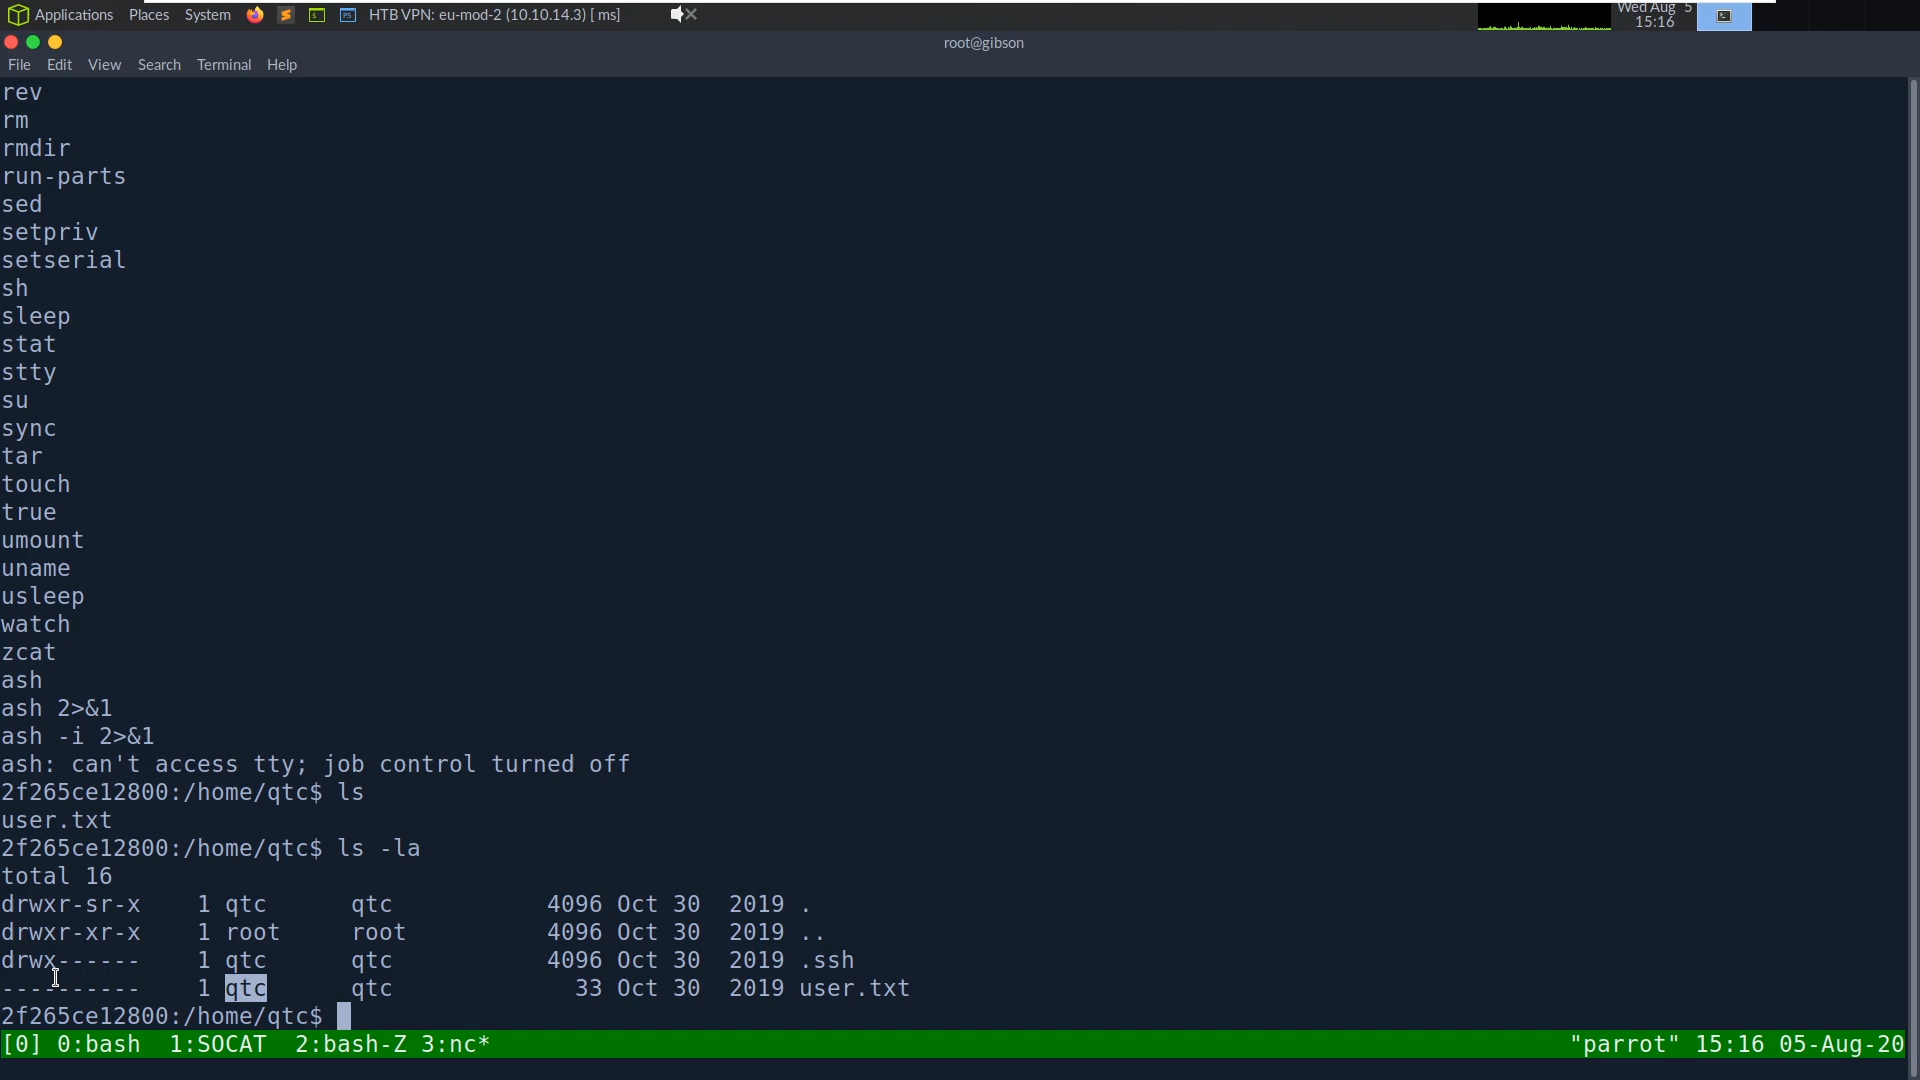 Applications Places System HTB VPN: eu-mod-2 (10.10.14.3) [ ms] Wed Aug 5
15:16
root@gibson
File Edit View Search Terminal Help
rev
rm
rmdir
run-parts
sed
setpriv
setserial
sh
sleep
stat
stty
su
sync
tar
touch
true
umount
uname
usleep
watch
zcat
ash
ash 2>&1
ash -i 2>&1
ash: can't access tty; job control turned off
2f265ce12800:/home/qtc$ ls
user.txt
2f265ce12800:/home/qtc$ ls -la
total 16
drwxr-sr-x    1 qtc      qtc           4096 Oct 30  2019 .
drwxr-xr-x    1 root     root          4096 Oct 30  2019 ..
drwx------    1 qtc      qtc           4096 Oct 30  2019 .ssh
----------    1 qtc      qtc             33 Oct 30  2019 user.txt
2f265ce12800:/home/qtc$
[0] 0:bash  1:SOCAT  2:bash-Z 3:nc* "parrot" 15:16 05-Aug-20